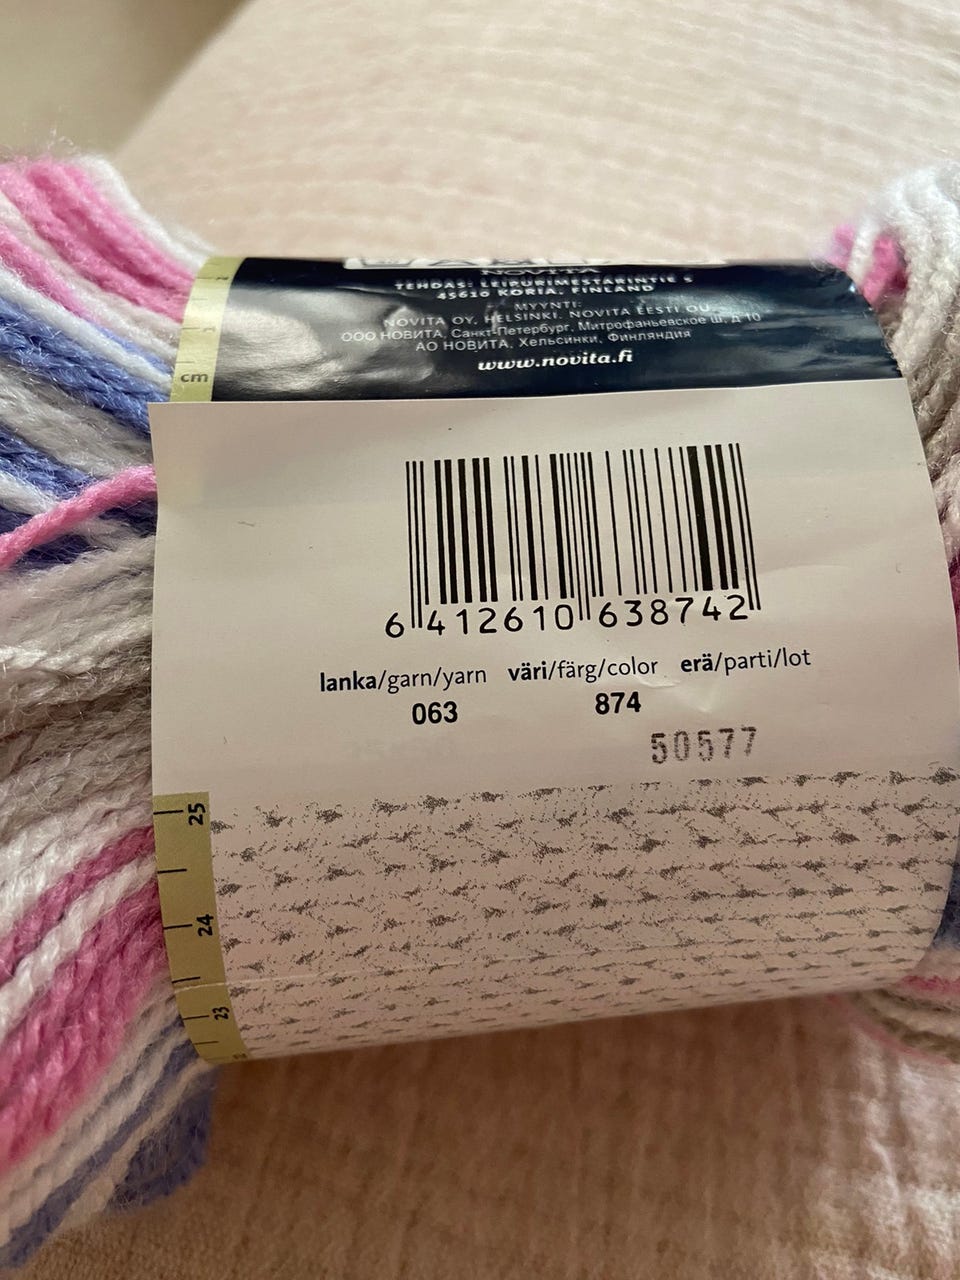 NOVITA
TEHDAS: LEIPURIMESTARINTIE 5
45610 KORIA, FINLAND
MYYNTI:
NOVITA OY, HELSINKI. NOVITA EESTI OÜ.
ООО НОВИТА, Санкт-Петербург, Митрофаньевское ш. д 10
АО НОВИТА, Хельсинки, Финляндия
www.novita.fi
cm
6 412610 638742
lanka/garn/yarn väri/färg/color erä/parti/lot
063 874
50577
25
24
23